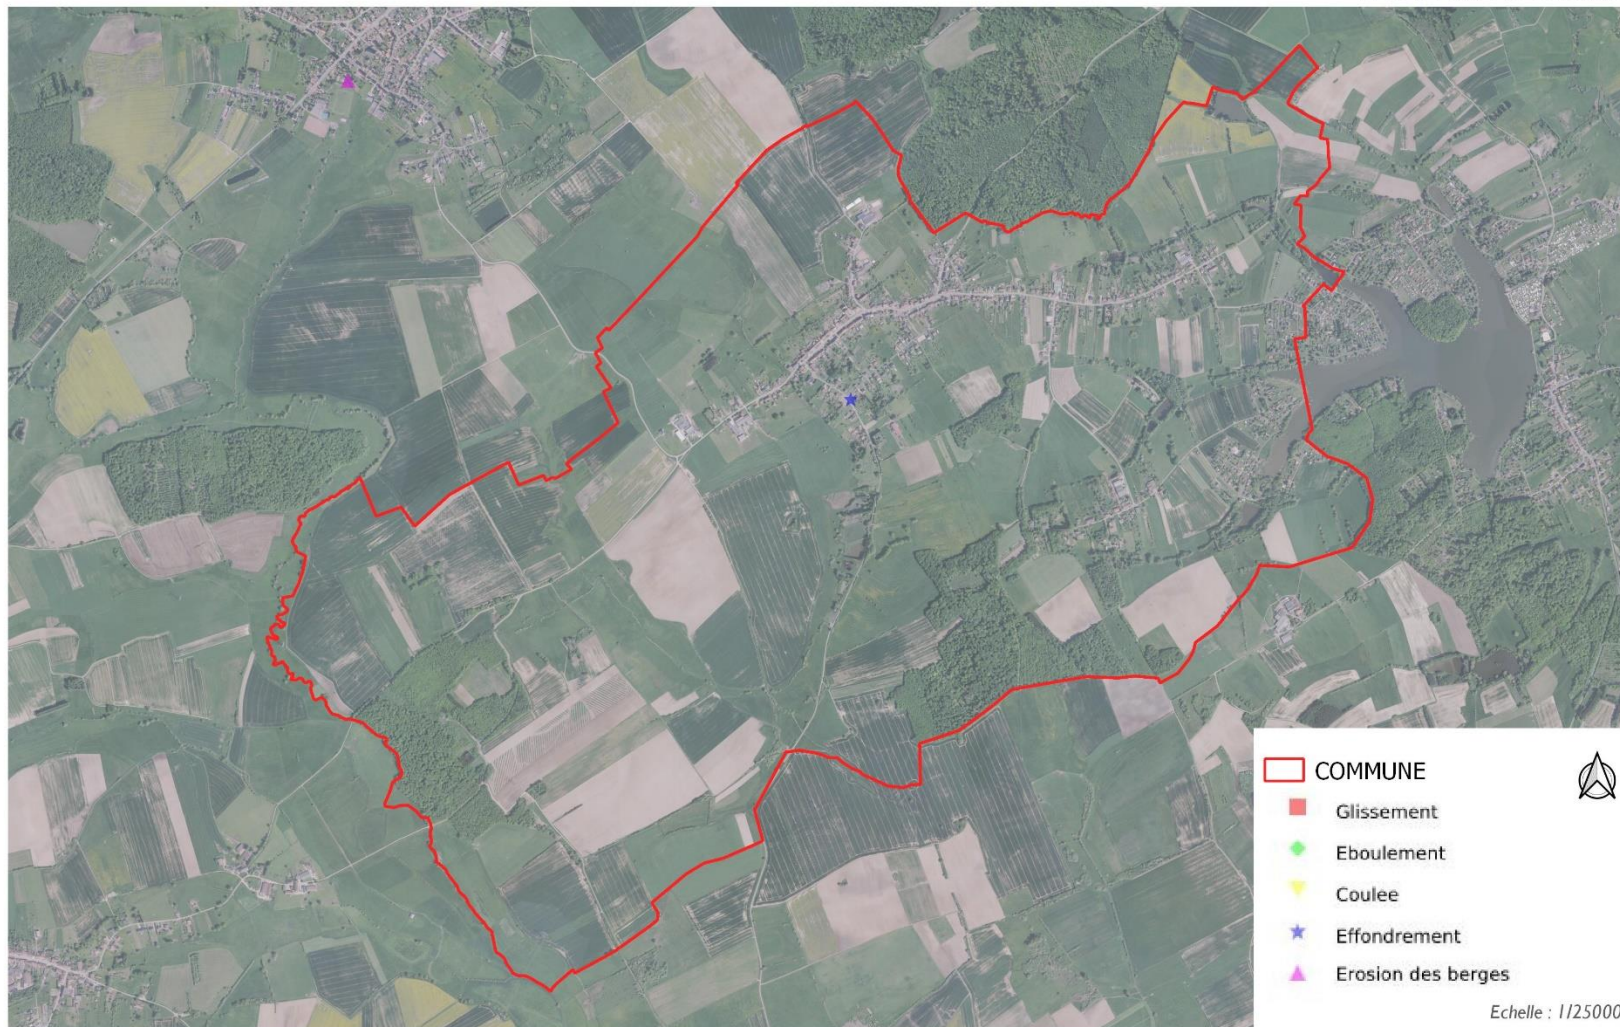 COMMUNE
Glissement
Eboulement
Coulee
Effondrement
Erosion des berges
Echelle : 1/25000